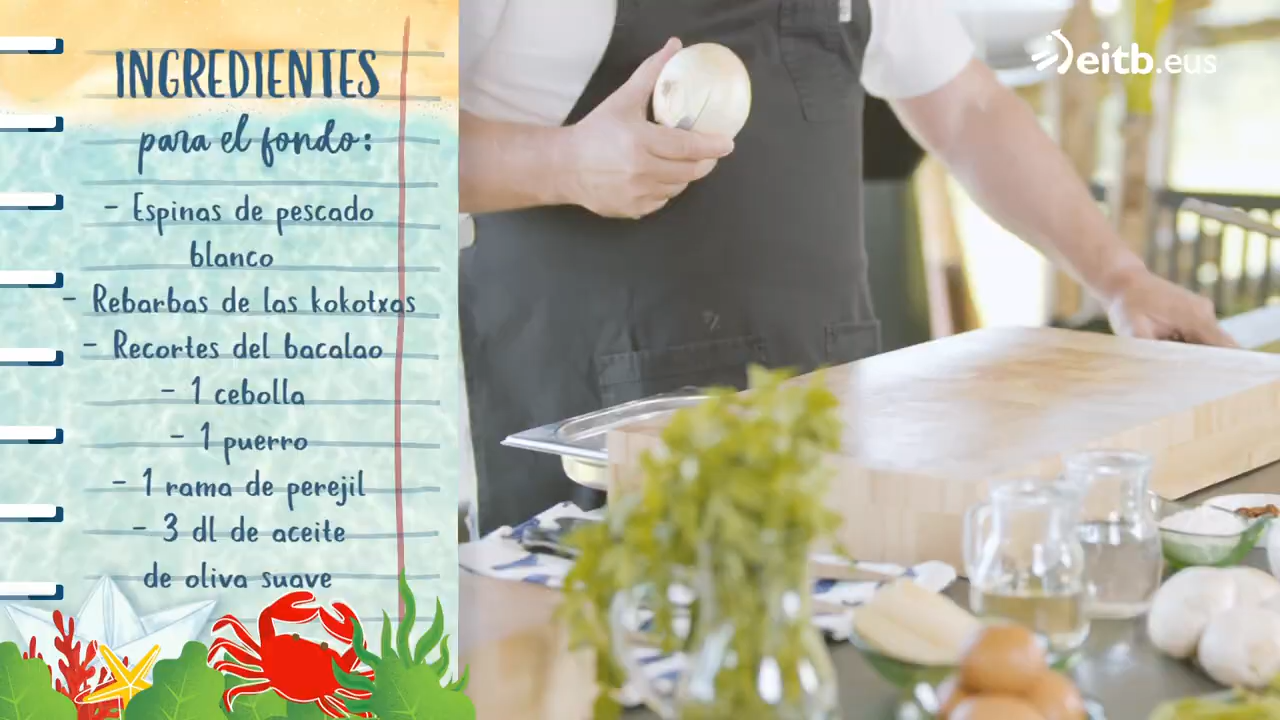 INGREDIENTES
para el fondo:
- Espinas de pescado
blanco
- Rebarbas de las kokotxas
- Recortes del bacalao
- 1 cebolla
- 1 puerro
- 1 rama de perejil
- 3 dl de aceite
de oliva suave
eitb.eus